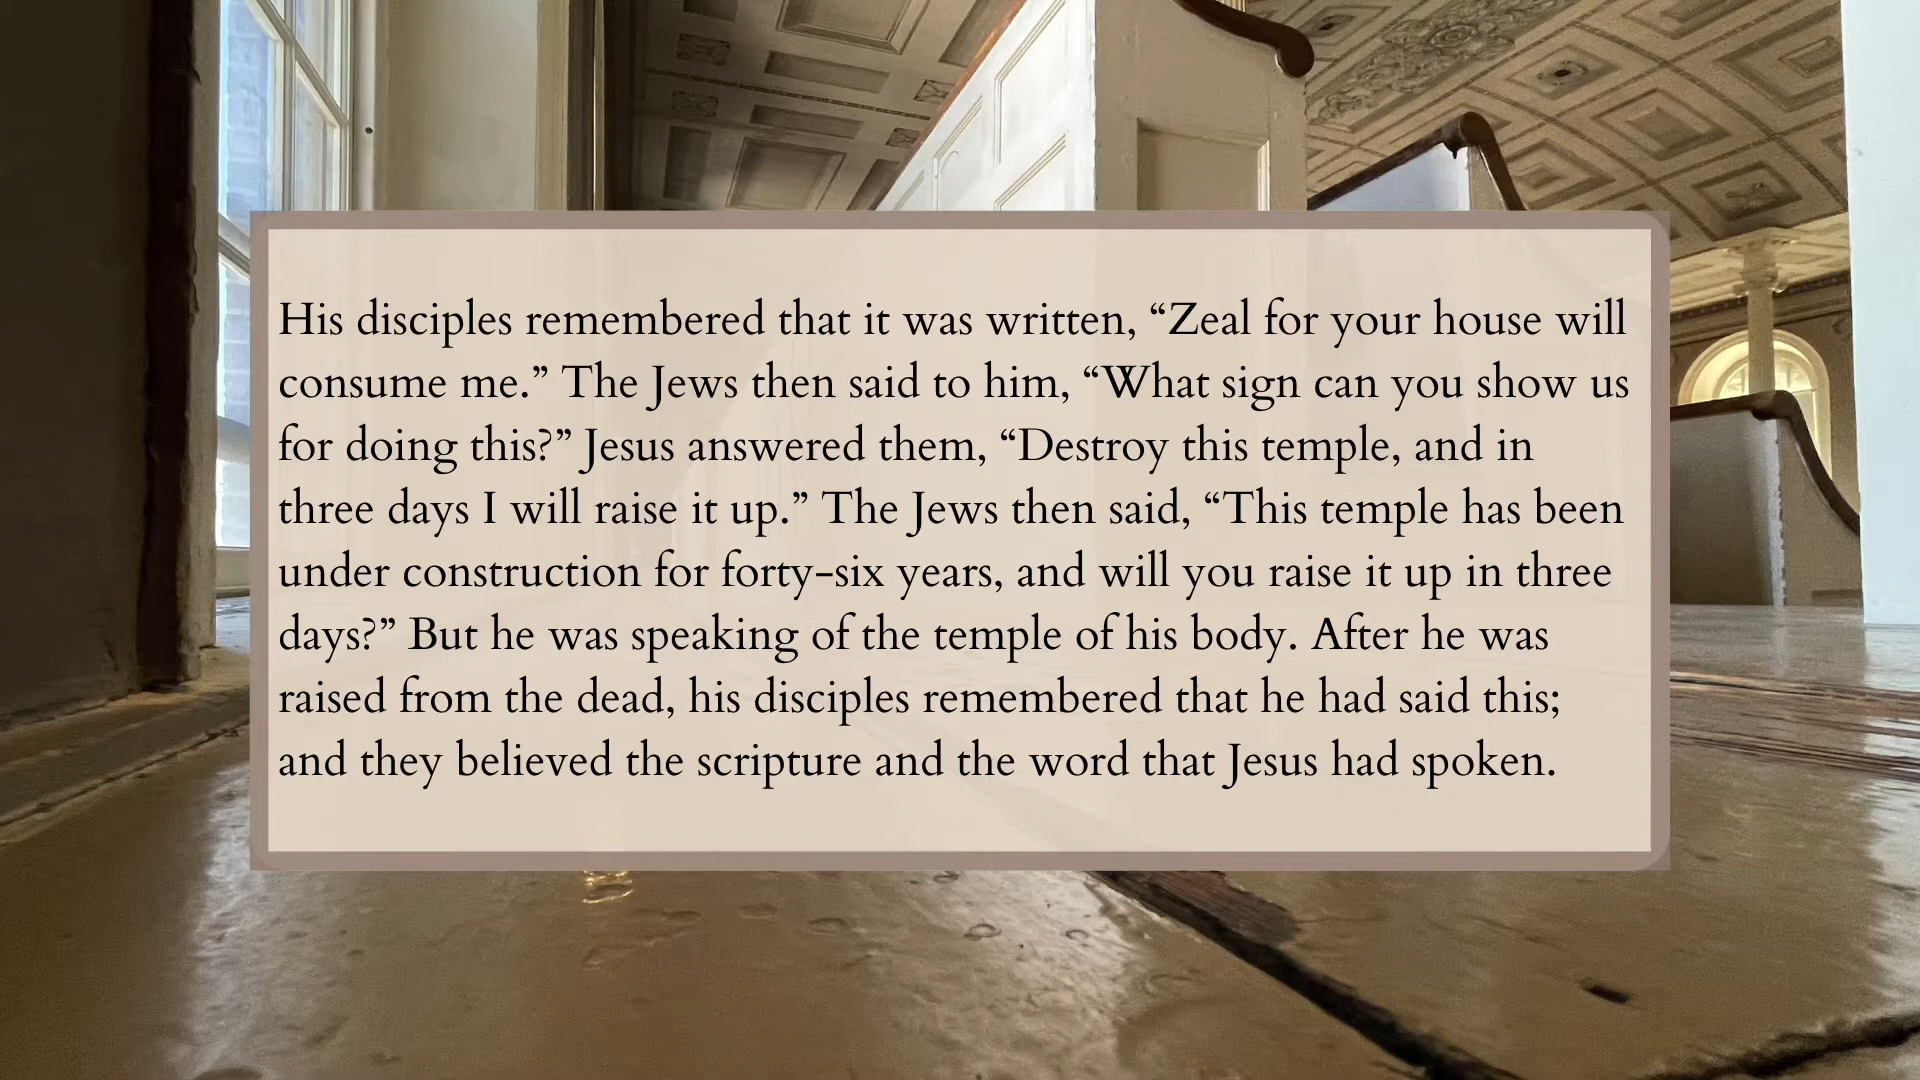 His disciples remembered that it was written, “Zeal for your house will
consume me.” The Jews then said to him, “What sign can you show us
for doing this?” Jesus answered them, “Destroy this temple, and in
three days I will raise it up.” The Jews then said, “This temple has been
under construction for forty-six years, and will you raise it up in three
days?” But he was speaking of the temple of his body. After he was
raised from the dead, his disciples remembered that he had said this;
and they believed the scripture and the word that Jesus had spoken.